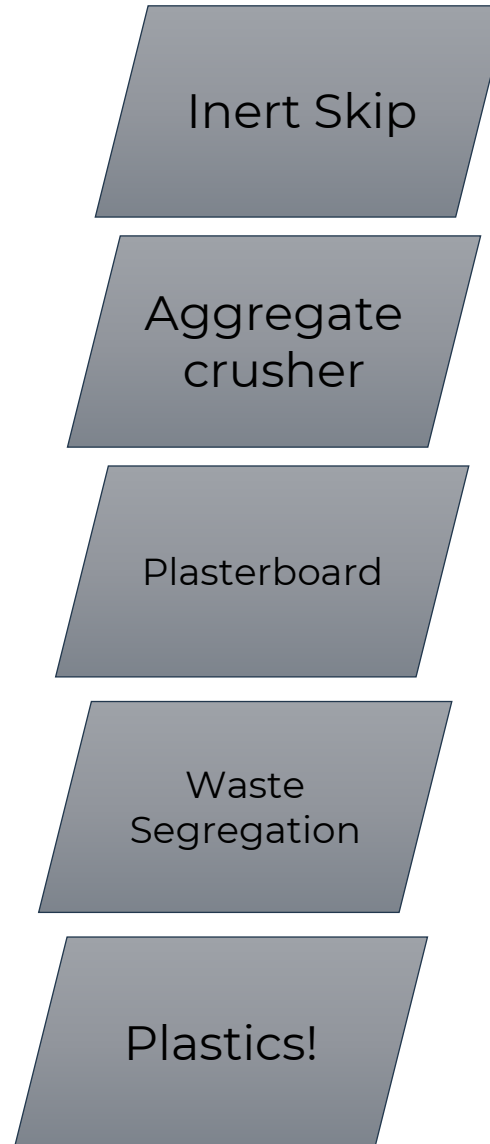 Inert Skip
Aggregate
crusher
Plasterboard
Waste
Segregation
Plastics!